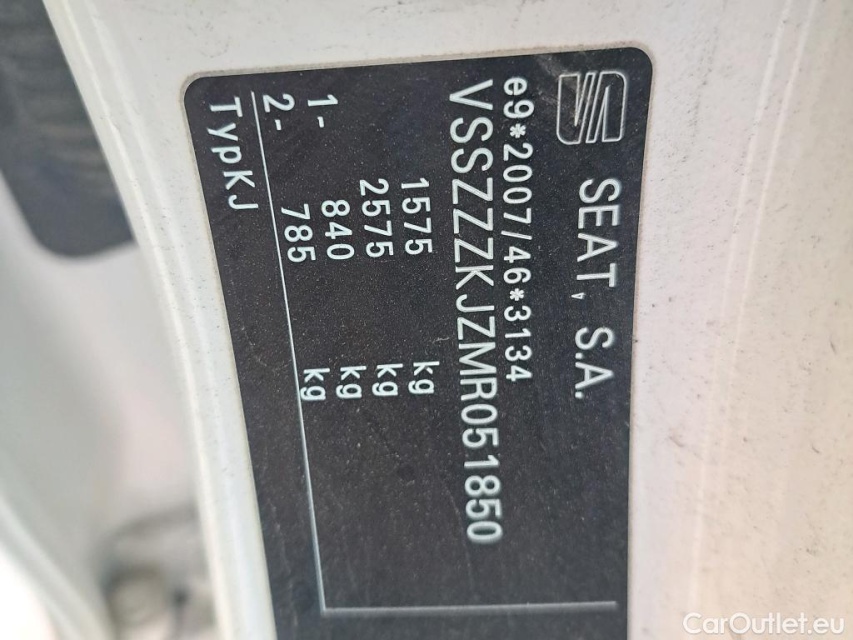 SEAT, S.A.
e9*2007/46*3134
VSSZZZKJZMR051850
1575 kg
2575 kg
1- 840 kg
2- 785 kg
TypKJ
CarOutlet.eu